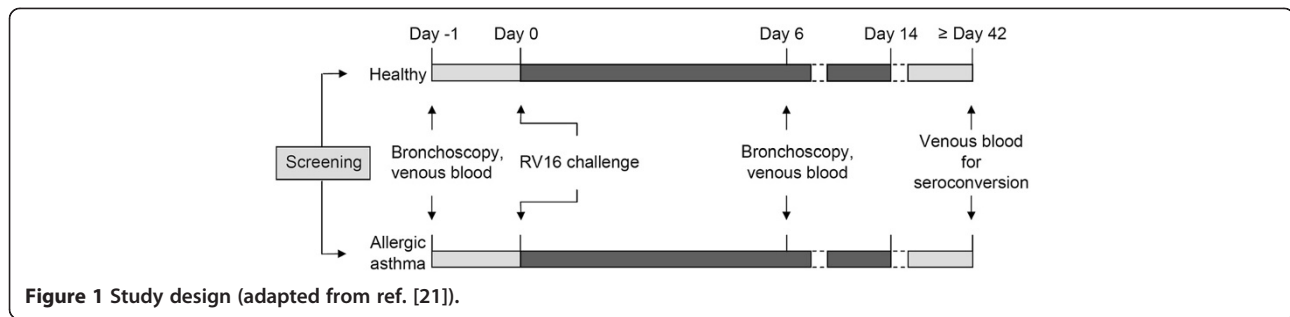 Day -1 Day 0 Day 6 Day 14 ≥ Day 42
Healthy
Screening
Bronchoscopy,
venous blood
RV16 challenge
Bronchoscopy,
venous blood
Venous blood
for
seroconversion
Allergic
asthma
Figure 1 Study design (adapted from ref. [21]).